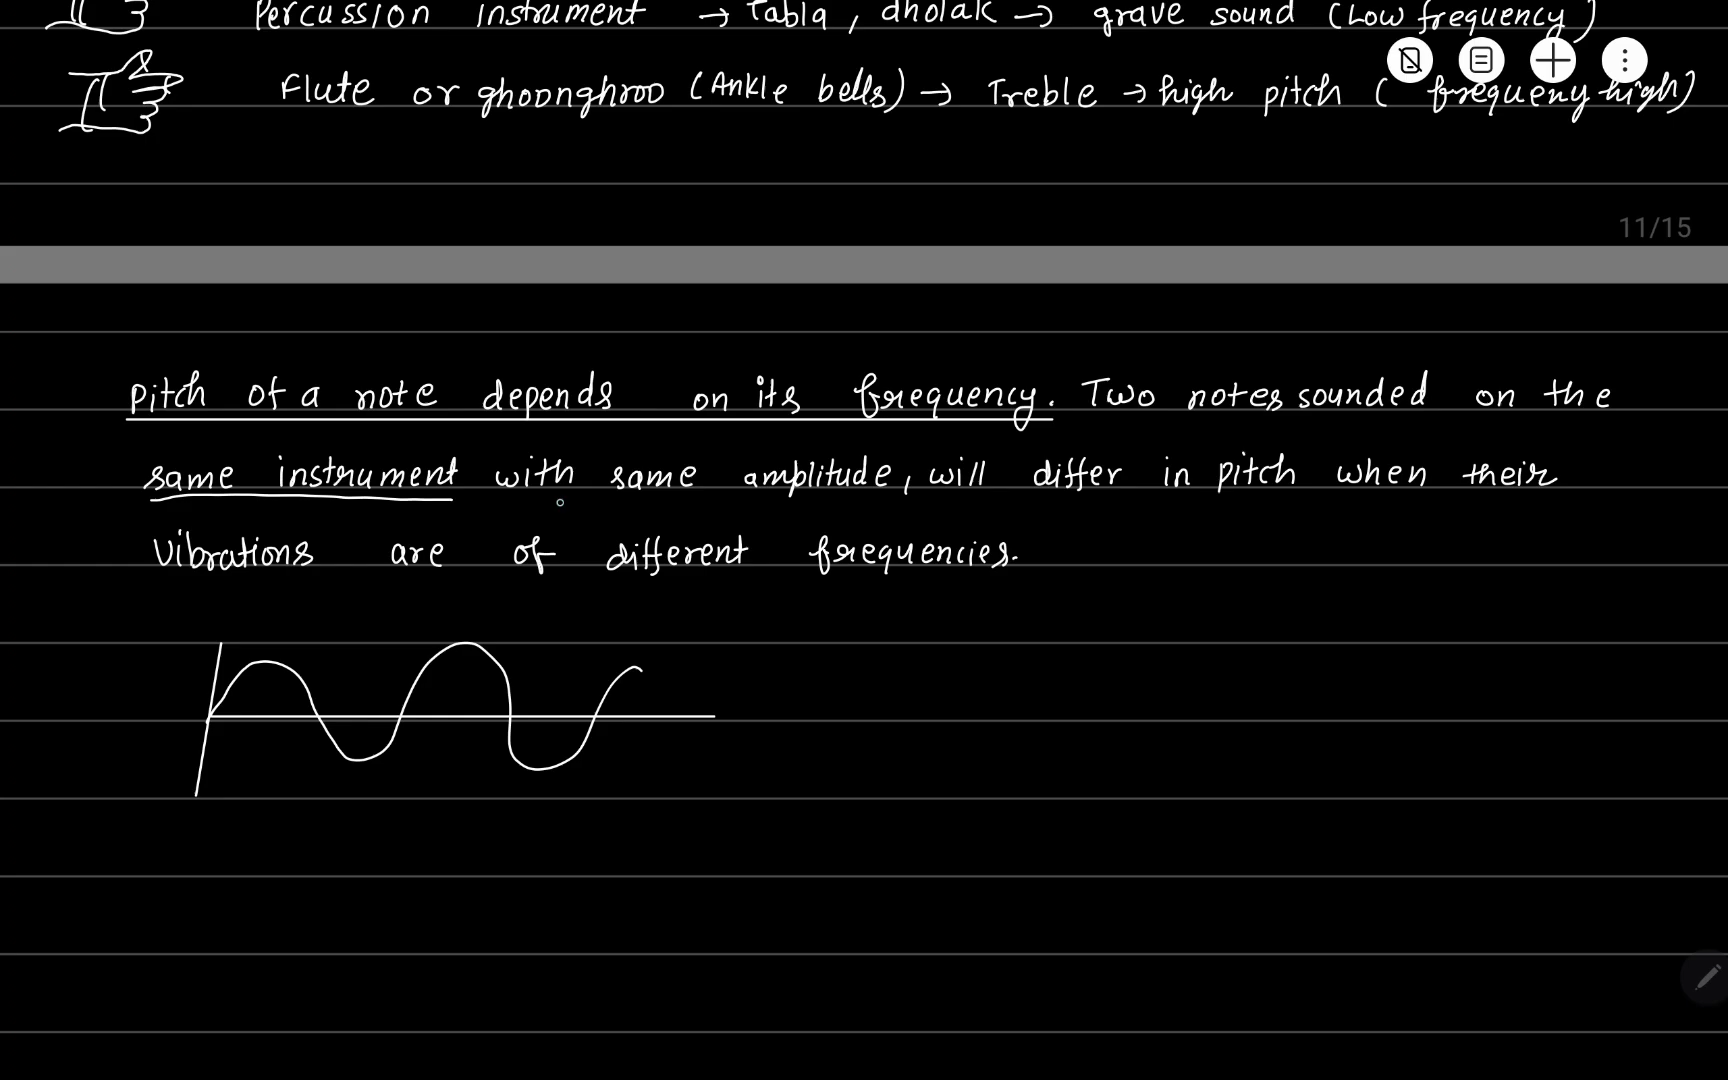 Percussion instrument → Tabla, dholak → grave sound (Low frequency)
Flute or ghoonghroo (Ankle bells) → Treble → high pitch ( frequeny high)
11/15
Pitch of a note depends on its frequency. Two notes sounded on the
same instrument with same amplitude, will differ in pitch when their
vibrations are of different frequencies.